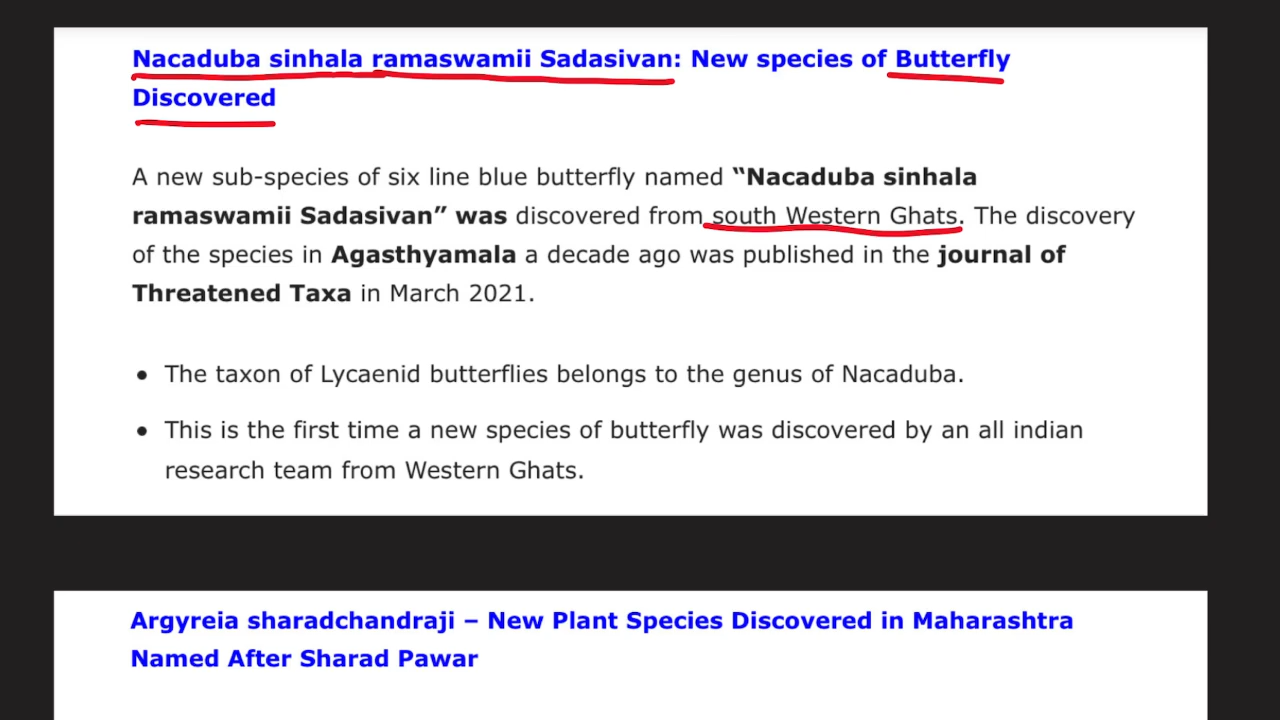 Nacaduba sinhala ramaswamii Sadasivan: New species of Butterfly
Discovered
A new sub-species of six line blue butterfly named “Nacaduba sinhala
ramaswamii Sadasivan” was discovered from south Western Ghats. The discovery
of the species in Agasthyamala a decade ago was published in the journal of
Threatened Taxa in March 2021.
• The taxon of Lycaenid butterflies belongs to the genus of Nacaduba.
• This is the first time a new species of butterfly was discovered by an all indian
research team from Western Ghats.
Argyreia sharadchandraji – New Plant Species Discovered in Maharashtra
Named After Sharad Pawar